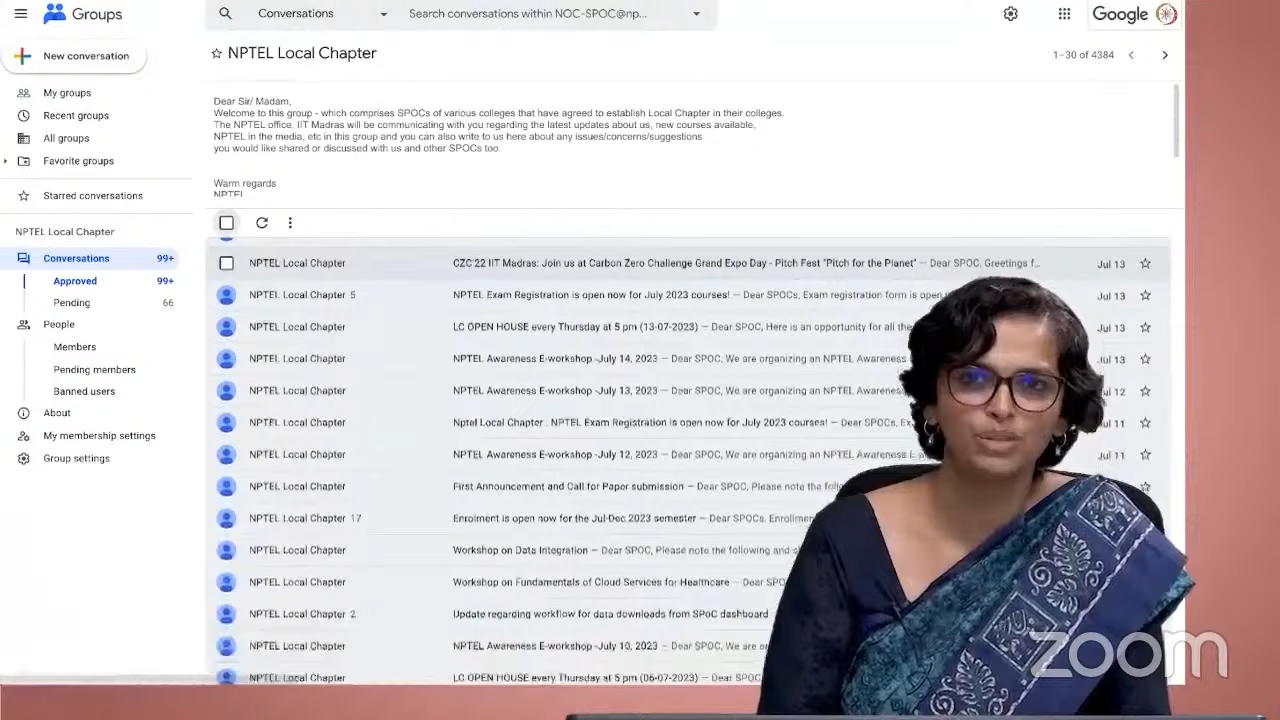 Groups
Conversations
Search conversations within NOC-SPOC@np...
Google
New conversation
NPTEL Local Chapter
1–30 of 4384
My groups
Recent groups
All groups
Favorite groups
Starred conversations
NPTEL Local Chapter
Conversations 99+
Approved 99+
Pending 66
People
Members
Pending members
Banned users
About
My membership settings
Group settings
Dear Sir/ Madam,
Welcome to this group - which comprises SPOCs of various colleges that have agreed to establish Local Chapter in their colleges.
The NPTEL office, IIT Madras will be communicating with you regarding the latest updates about us, new courses available,
NPTEL in the media, etc in this group and you can also write to us here about any issues/concerns/suggestions
you would like shared or discussed with us and other SPOCs too.
Warm regards
NPTEL
NPTEL Local Chapter CZC'22 IIT Madras: Join us at Carbon Zero Challenge Grand Expo Day - Pitch Fest "Pitch for the Planet" – Dear SPOC, Greetings f... Jul 13
NPTEL Local Chapter 5 NPTEL Exam Registration is open now for July 2023 courses! – Dear SPOCs, Exam registration form is open Jul 13
NPTEL Local Chapter LC OPEN HOUSE every Thursday at 5 pm (13-07-2023) – Dear SPOC, Here is an opportunity for all the Jul 13
NPTEL Local Chapter NPTEL Awareness E-workshop -July 14, 2023 – Dear SPOC, We are organizing an NPTEL Awareness Jul 13
NPTEL Local Chapter NPTEL Awareness E-workshop -July 13, 2023 – Dear SPOC, We are organizing an NPTEL Awareness Jul 12
NPTEL Local Chapter Nptel Local Chapter : NPTEL Exam Registration is open now for July 2023 courses! – Dear SPOCs, Ex Jul 11
NPTEL Local Chapter NPTEL Awareness E-workshop -July 12, 2023 – Dear SPOC, We are organizing an NPTEL Jul 11
NPTEL Local Chapter First Announcement and Call for Paper submission – Dear SPOC, Please note the
NPTEL Local Chapter 17 Enrolment is open now for the Jul-Dec 2023 semester – Dear SPOCs,
NPTEL Local Chapter Workshop on Data Integration – Dear SPOC, Please note the following and
NPTEL Local Chapter Workshop on Fundamentals of Cloud Services for Healthcare – Dear SPO
NPTEL Local Chapter 2 Update regarding workflow for data downloads from SPoC dashboard
NPTEL Local Chapter NPTEL Awareness E-workshop -July 10, 2023 – Dear SPOC, We are or
NPTEL Local Chapter LC OPEN HOUSE every Thursday at 5 pm (06-07-2023) – Dear SPOC
zoom